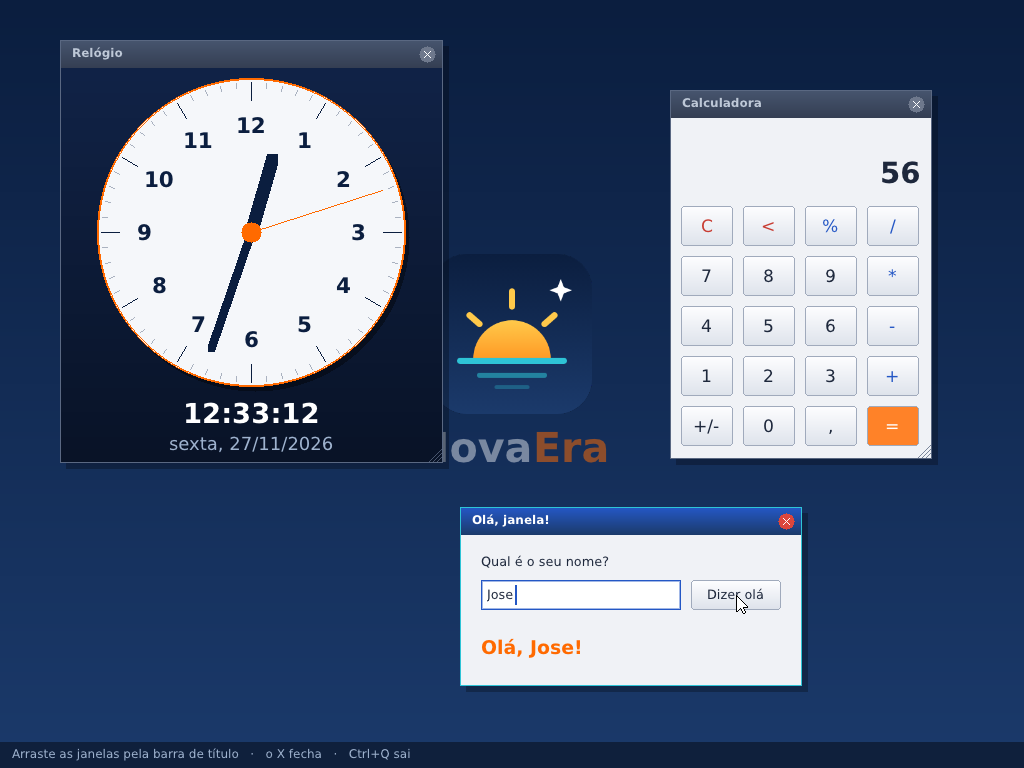 Relógio
12
11 1
10 2
9 3
8 4
7 5
6
12:33:12
sexta, 27/11/2026
Calculadora
56
C < % /
7 8 9 *
4 5 6 -
1 2 3 +
+/- 0 , =
ovaEra
Olá, janela!
Qual é o seu nome?
Jose Dizer olá
Olá, Jose!
Arraste as janelas pela barra de título · o X fecha · Ctrl+Q sai